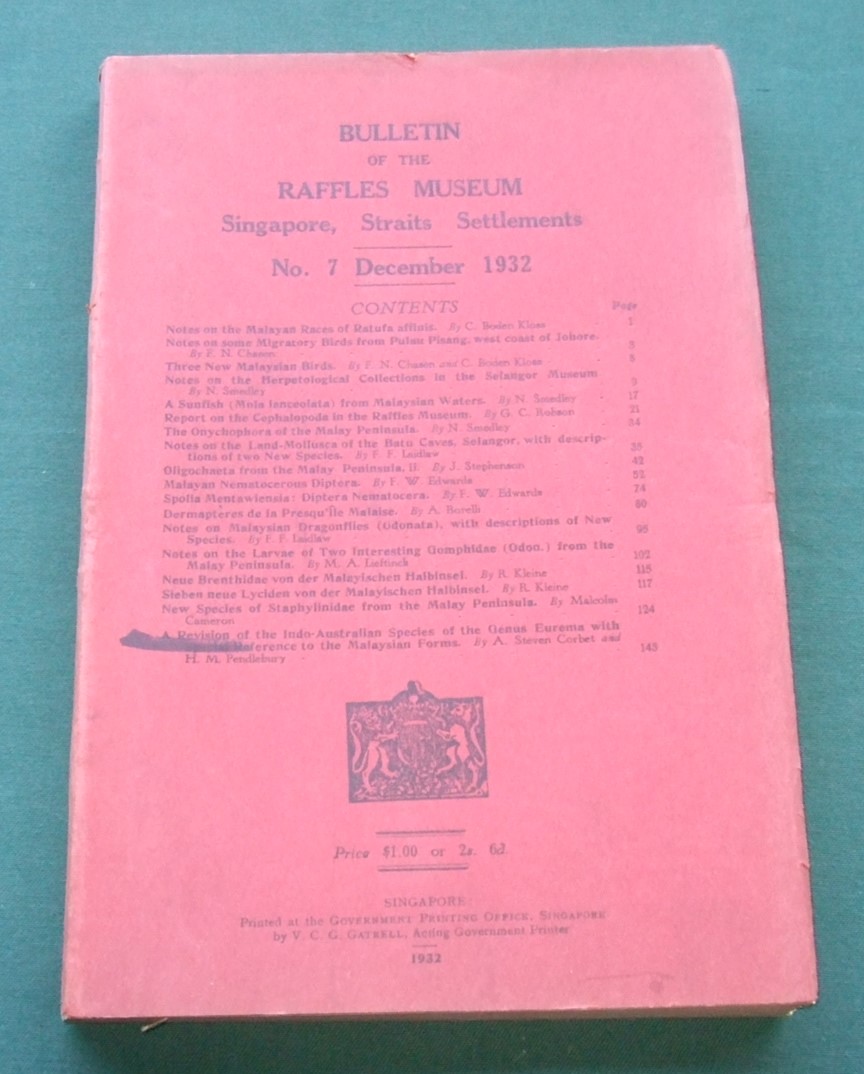 BULLETIN
OF THE
RAFFLES MUSEUM
Singapore, Straits Settlements
No. 7 December 1932
CONTENTS Page
Notes on the Malayan Races of Ratufa affinis. By C. Boden Kloss - 1
Notes on some Migratory Birds from Pulau Pisang, west coast of Johore.
By F. N. Chasen - 3
Three New Malaysian Birds. By F. N. Chasen and C. Boden Kloss - 5
Notes on the Herpetological Collections in the Selangor Museum
By N. Smedley - 9
A Sunfish (Mola lanceolata) from Malaysian Waters. By N. Smedley - 17
Report on the Cephalopoda in the Raffles Museum. By G. C. Robson - 21
The Onychophora of the Malay Peninsula. By N. Smedley - 34
Notes on the Land-Mollusca of the Batu Caves, Selangor, with descrip-
tions of two New Species. By F. F. Laidlaw -
Oligochaeta from the Malay Peninsula, II. By J. Stephenson - 42
Malayan Nematocerous Diptera. By F. W. Edwards - 52
Spolia Mentawiensia: Diptera Nematocera. By F. W. Edwards - 74
Dermaptères de la Presqu'île Malaise. By A. Borelli - 80
Notes on Malaysian Dragonflies (Odonata), with descriptions of New
Species. By F. F. Laidlaw - 95
Notes on the Larvae of Two Interesting Gomphidae (Odon.) from the
Malay Peninsula. By M. A. Lieftinck - 102
Neue Brenthidae von der Malayischen Halbinsel. By R. Kleine - 115
Sieben neue Lyciden von der Malayischen Halbinsel. By R. Kleine - 117
New Species of Staphylinidae from the Malay Peninsula. By Malcolm
Cameron - 124
A Revision of the Indo-Australian Species of the Genus Eurema with
Reference to the Malaysian Forms. By A. Steven Corbet and
H. M. Pendlebury - 143
Price $1.00 or 2s. 6d.
SINGAPORE:
Printed at the GOVERNMENT PRINTING OFFICE, SINGAPORE
by V. C. G. GATRELL, Acting Government Printer
1932